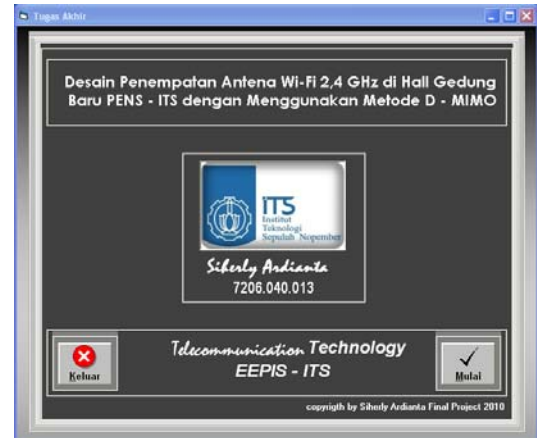 Tugas Akhir
Desain Penempatan Antena Wi-Fi 2,4 GHz di Hall Gedung
Baru PENS - ITS dengan Menggunakan Metode D - MIMO
ITS
Institut
Teknologi
Sepuluh Nopember
Siherly Ardianta
7206.040.013
Telecommunication Technology
EEPIS - ITS
Keluar
Mulai
copyrigth by Siherly Ardianta Final Project 2010